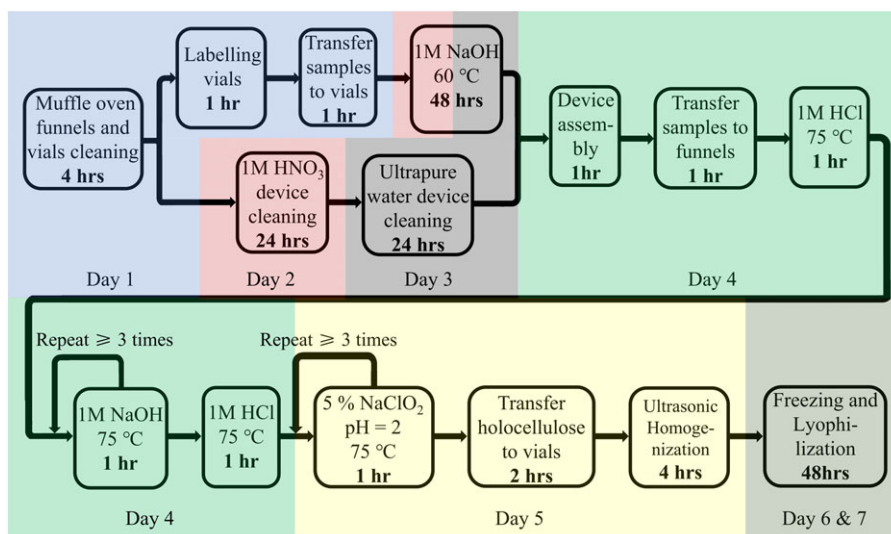 Muffle oven
funnels and
vials cleaning
4 hrs
Labelling
vials
1 hr
Transfer
samples
to vials
1 hr
1M NaOH
60 ℃
48 hrs
1M HNO₃
device
cleaning
24 hrs
Ultrapure
water device
cleaning
24 hrs
Device
assem-
bly
1hr
Transfer
samples to
funnels
1 hr
1M HCl
75 ℃
1 hr
Day 1
Day 2
Day 3
Day 4
Repeat ⩾ 3 times
1M NaOH
75 ℃
1 hr
1M HCl
75 ℃
1 hr
Repeat ⩾ 3 times
5 % NaClO₂
pH = 2
75 ℃
1 hr
Transfer
holocellulose
to vials
2 hrs
Ultrasonic
Homoge-
nization
4 hrs
Freezing and
Lyophi-
lization
48hrs
Day 4
Day 5
Day 6 & 7